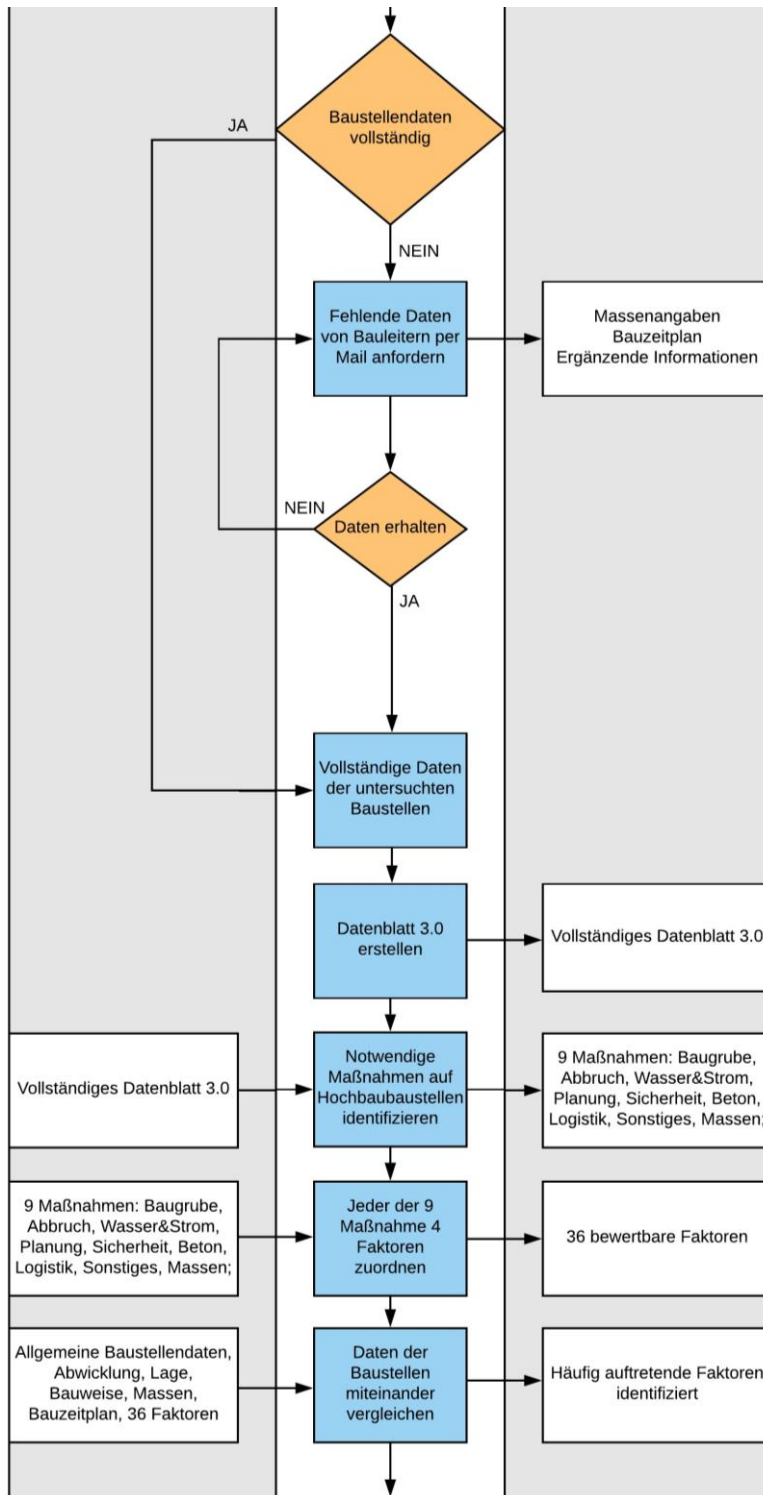 Baustellendaten
vollständig
JA
NEIN
Fehlende Daten
von Bauleitern per
Mail anfordern
Massenangaben
Bauzeitplan
Ergänzende Informationen
NEIN
Daten erhalten
JA
Vollständige Daten
der untersuchten
Baustellen
Datenblatt 3.0
erstellen
Vollständiges Datenblatt 3.0
Vollständiges Datenblatt 3.0
Notwendige
Maßnahmen auf
Hochbaubaustellen
identifizieren
9 Maßnahmen: Baugrube,
Abbruch, Wasser&Strom,
Planung, Sicherheit, Beton,
Logistik, Sonstiges, Massen;
9 Maßnahmen: Baugrube,
Abbruch, Wasser&Strom,
Planung, Sicherheit, Beton,
Logistik, Sonstiges, Massen;
Jeder der 9
Maßnahme 4
Faktoren
zuordnen
36 bewertbare Faktoren
Allgemeine Baustellendaten,
Abwicklung, Lage,
Bauweise, Massen,
Bauzeitplan, 36 Faktoren
Daten der
Baustellen
miteinander
vergleichen
Häufig auftretende Faktoren
identifiziert